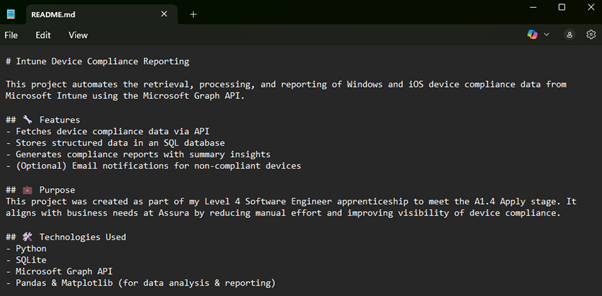 README.md
File Edit View
# Intune Device Compliance Reporting
This project automates the retrieval, processing, and reporting of Windows and iOS device compliance data from
Microsoft Intune using the Microsoft Graph API.
## 🔧 Features
- Fetches device compliance data via API
- Stores structured data in an SQL database
- Generates compliance reports with summary insights
- (Optional) Email notifications for non-compliant devices
## 💼 Purpose
This project was created as part of my Level 4 Software Engineer apprenticeship to meet the A1.4 Apply stage. It
aligns with business needs at Assura by reducing manual effort and improving visibility of device compliance.
## 🛠 Technologies Used
- Python
- SQLite
- Microsoft Graph API
- Pandas & Matplotlib (for data analysis & reporting)